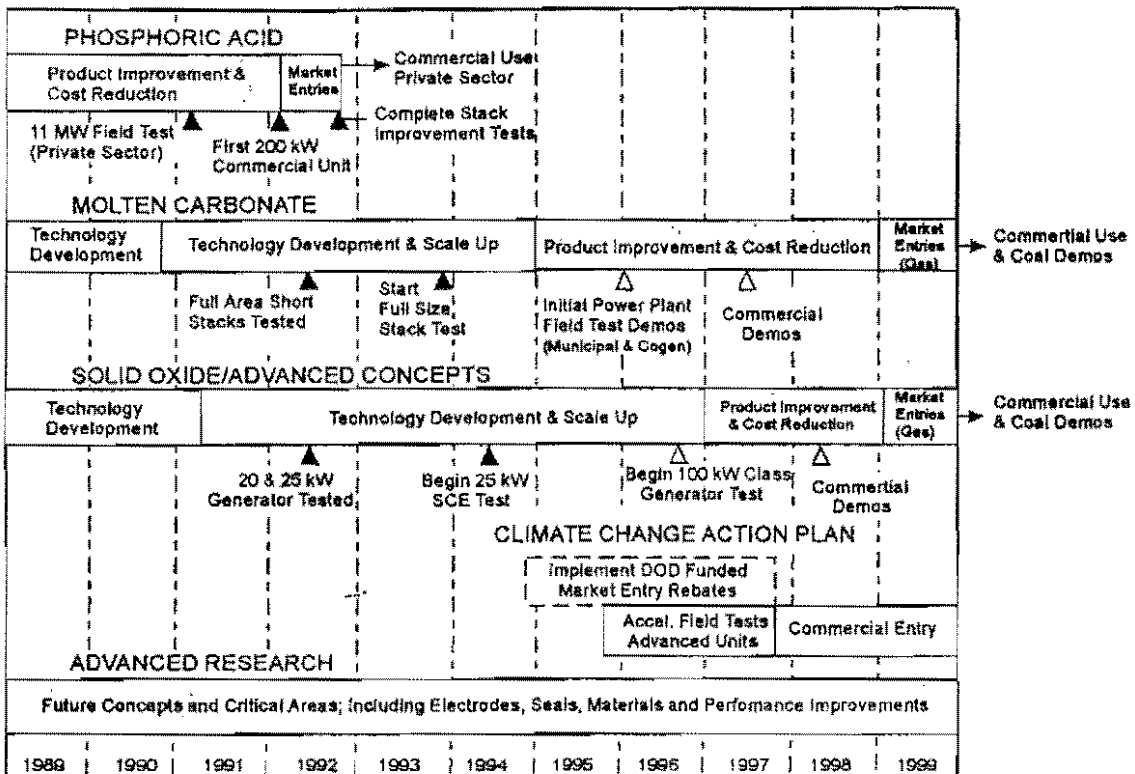 PHOSPHORIC ACID
Product Improvement &
Cost Reduction
Market
Entries
Commercial Use
Private Sector
Complete Stack
Improvement Tests
11 MW Field Test
(Private Sector)
First 200 kW
Commercial Unit
MOLTEN CARBONATE
Technology
Development
Technology Development & Scale Up
Product Improvement & Cost Reduction
Market
Entries
(Gas)
Commertial Use
& Coal Demos
Full Area Short
Stacks Tested
Start
Full Size
Stack Test
Initial Power Plant
Field Test Demos
(Municipal & Cogen)
Commercial
Demos
SOLID OXIDE/ADVANCED CONCEPTS
Technology
Development
Technology Development & Scale Up
Product Improvement
& Cost Reduction
Market
Entries
(Gas)
Commercial Use
& Coal Demos
20 & 25 kW
Generator Tested
Begin 25 kW
SCE Test
Begin 100 kW Class
Generator Test
Commertial
Demos
CLIMATE CHANGE ACTION PLAN
Implement DOD Funded
Market Entry Rebates
Accel. Field Tests
Advanced Units
Commercial Entry
ADVANCED RESEARCH
Future Concepts and Critical Areas; Including Electrodes, Seals, Materials and Perfomance Improvements
1989 1990 1991 1992 1993 1994 1995 1996 1997 1998 1999